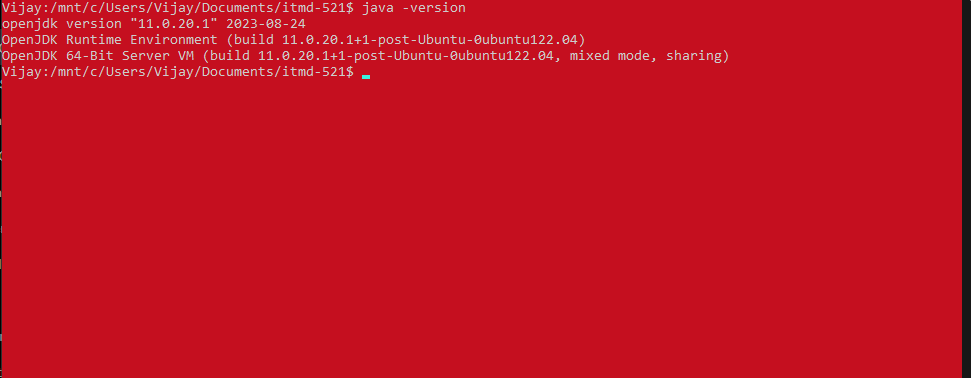 Vijay:/mnt/c/Users/Vijay/Documents/itmd-521$ java -version
openjdk version "11.0.20.1" 2023-08-24
OpenJDK Runtime Environment (build 11.0.20.1+1-post-Ubuntu-0ubuntu122.04)
OpenJDK 64-Bit Server VM (build 11.0.20.1+1-post-Ubuntu-0ubuntu122.04, mixed mode, sharing)
Vijay:/mnt/c/Users/Vijay/Documents/itmd-521$